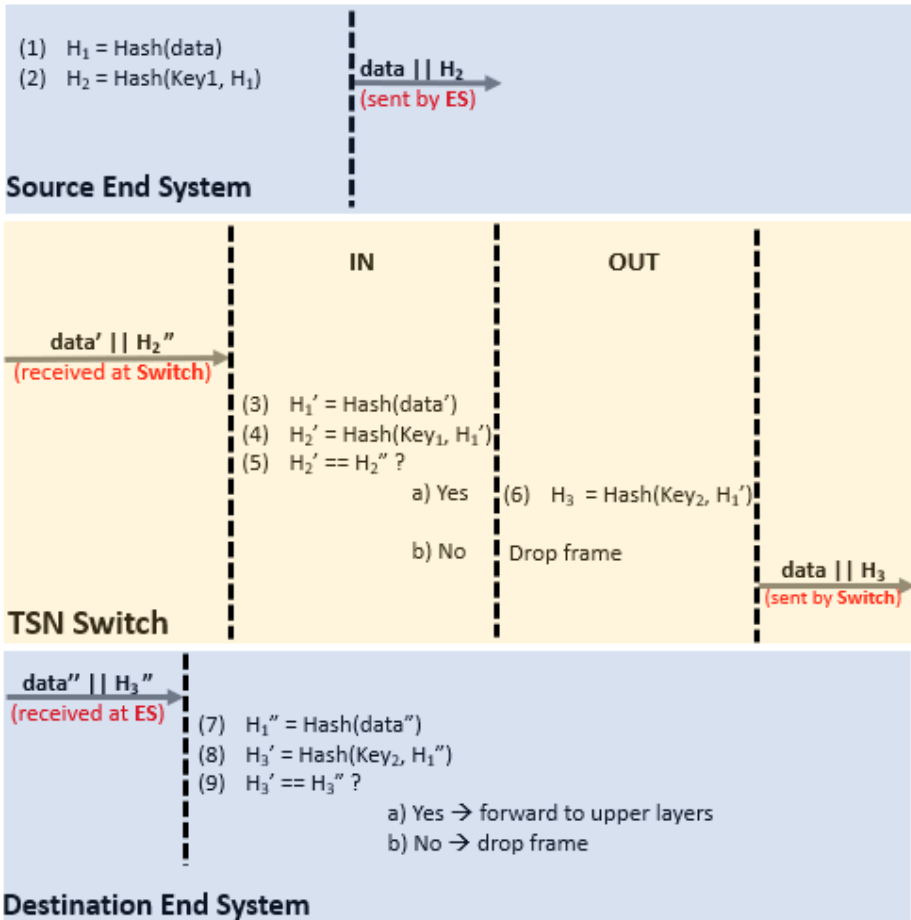 (1) H₁ = Hash(data)
(2) H₂ = Hash(Key1, H₁)
data || H₂
(sent by ES)
Source End System
IN
OUT
data′ || H₂″
(received at Switch)
(3) H₁′ = Hash(data′)
(4) H₂′ = Hash(Key₁, H₁′)
(5) H₂′ == H₂″ ?
a) Yes
(6) H₃ = Hash(Key₂, H₁′)
b) No
Drop frame
data || H₃
(sent by Switch)
TSN Switch
data″ || H₃″
(received at ES)
(7) H₁″ = Hash(data″)
(8) H₃′ = Hash(Key₂, H₁″)
(9) H₃′ == H₃″ ?
a) Yes → forward to upper layers
b) No → drop frame
Destination End System